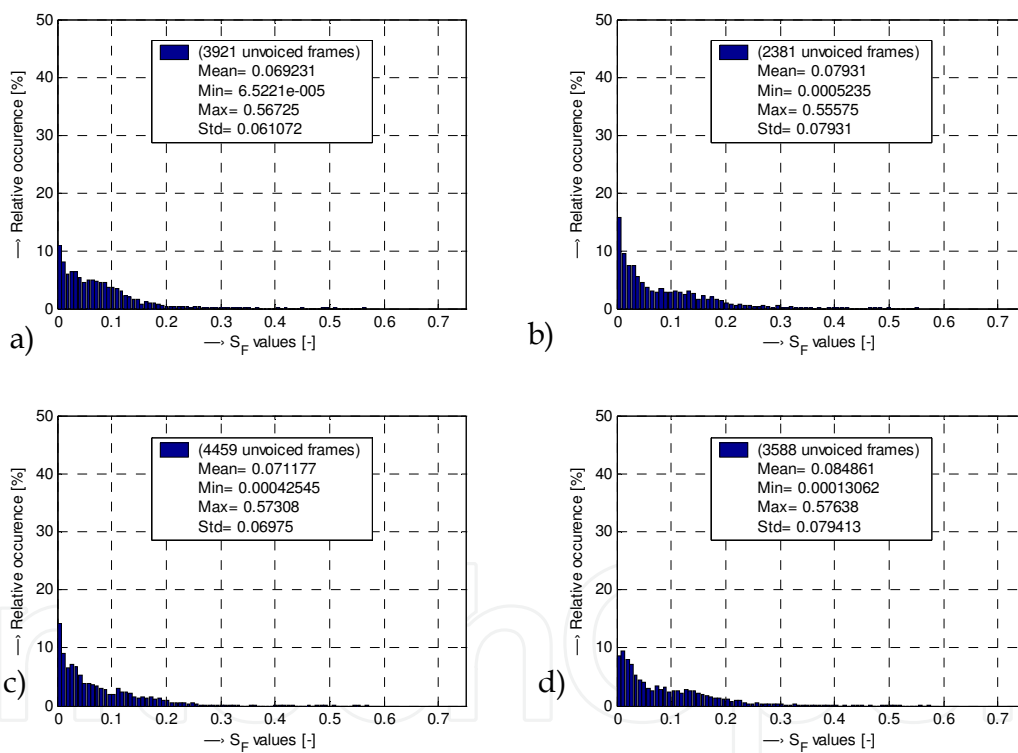 50
40
30
20
10
0
→ Relative occurence [%]
(3921 unvoiced frames)
Mean= 0.069231
Min= 6.5221e-005
Max= 0.56725
Std= 0.061072
0 0.1 0.2 0.3 0.4 0.5 0.6 0.7
→ S_F values [-]
a)
50
40
30
20
10
0
→ Relative occurence [%]
(2381 unvoiced frames)
Mean= 0.07931
Min= 0.0005235
Max= 0.55575
Std= 0.07931
0 0.1 0.2 0.3 0.4 0.5 0.6 0.7
→ S_F values [-]
b)
50
40
30
20
10
0
→ Relative occurence [%]
(4459 unvoiced frames)
Mean= 0.071177
Min= 0.00042545
Max= 0.57308
Std= 0.06975
0 0.1 0.2 0.3 0.4 0.5 0.6 0.7
→ S_F values [-]
c)
50
40
30
20
10
0
→ Relative occurence [%]
(3588 unvoiced frames)
Mean= 0.084861
Min= 0.00013062
Max= 0.57638
Std= 0.079413
0 0.1 0.2 0.3 0.4 0.5 0.6 0.7
→ S_F values [-]
d)